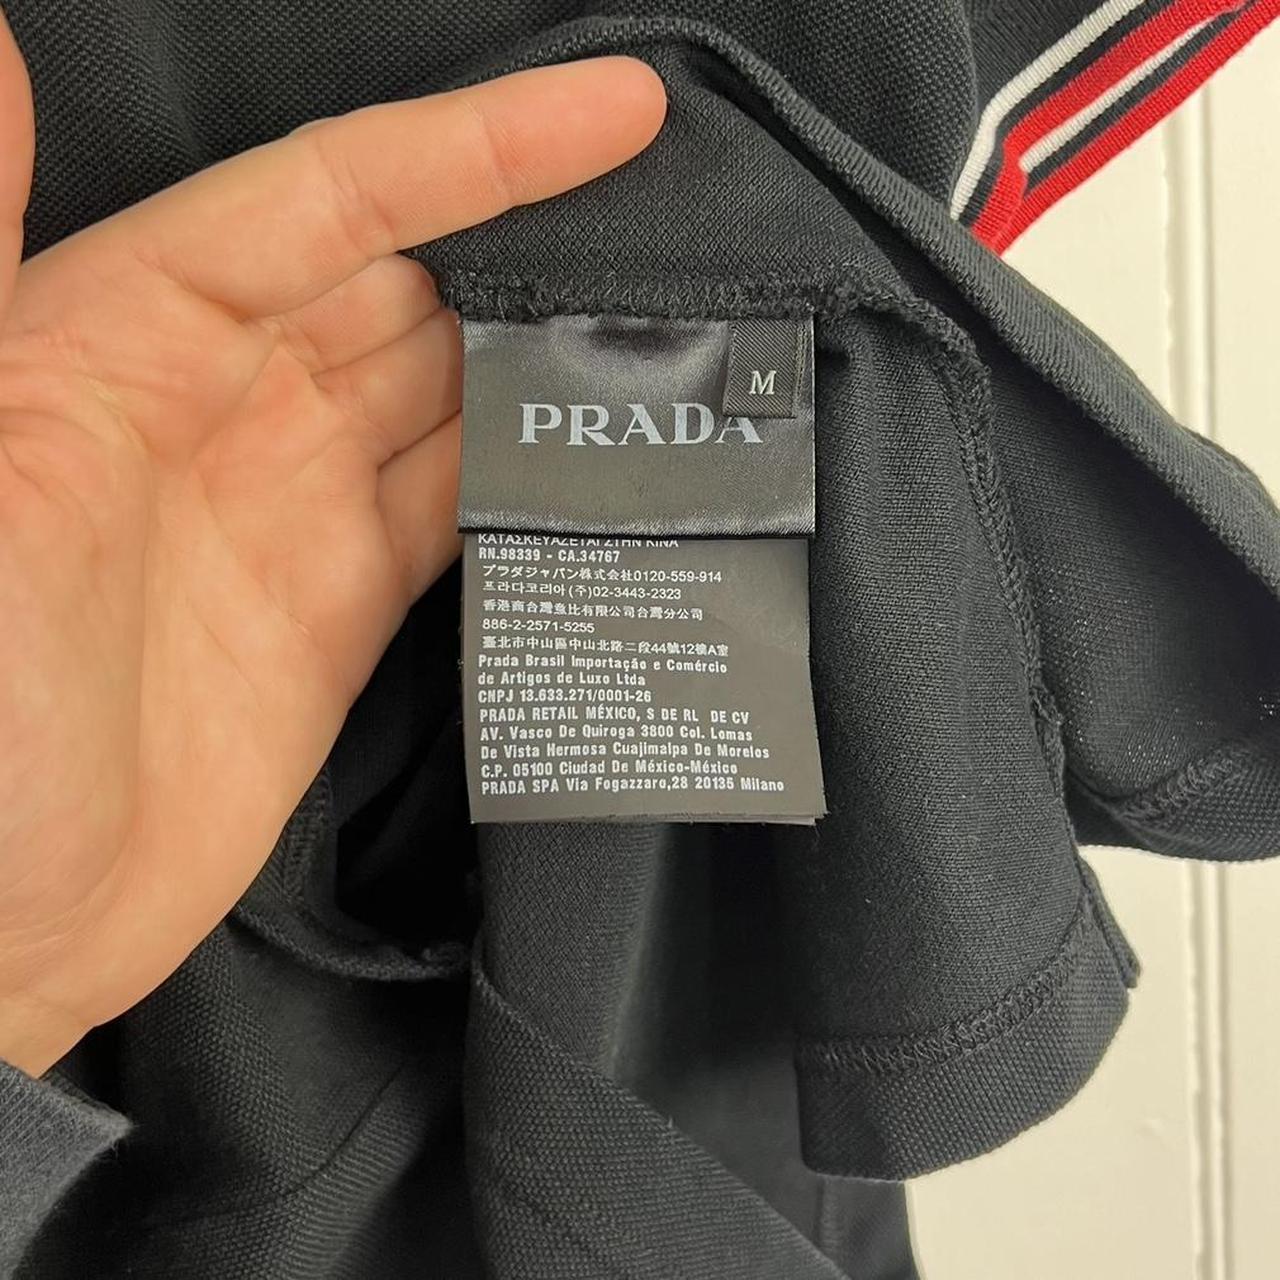 M
PRADA
ΚΑΤΑΣΚΕΥΑΖΕΤΑΙ ΣΤΗΝ ΚΙΝΑ
RN.98339 - CA.34767
プラダジャパン株式会社0120-559-914
프라다코리아(주)02-3443-2323
香港商台灣詹比有限公司台灣分公司
886-2-2571-5255
臺北市中山區中山北路二段44號12樓A室
Prada Brasil Importação e Comércio
de Artigos de Luxo Ltda
CNPJ 13.633.271/0001-26
PRADA RETAIL MÉXICO, S DE RL DE CV
AV. Vasco De Quiroga 3800 Col. Lomas
De Vista Hermosa Cuajimalpa De Morelos
C.P. 05100 Ciudad De México-México
PRADA SPA Via Fogazzaro,28 20135 Milano